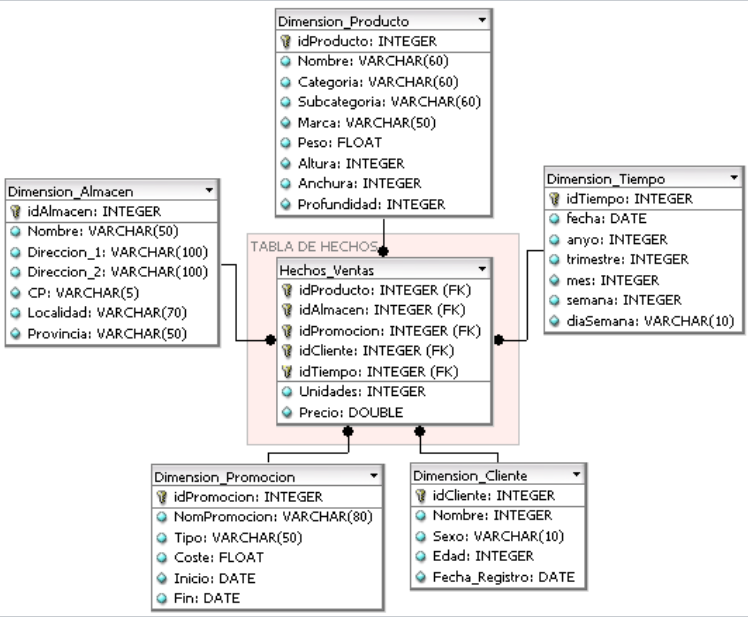 Dimension_Producto
idProducto: INTEGER
Nombre: VARCHAR(60)
Categoria: VARCHAR(60)
Subcategoria: VARCHAR(60)
Marca: VARCHAR(50)
Peso: FLOAT
Altura: INTEGER
Anchura: INTEGER
Profundidad: INTEGER
Dimension_Almacen
idAlmacen: INTEGER
Nombre: VARCHAR(50)
Direccion_1: VARCHAR(100)
Direccion_2: VARCHAR(100)
CP: VARCHAR(5)
Localidad: VARCHAR(70)
Provincia: VARCHAR(50)
TABLA DE HECHOS
Hechos_Ventas
idProducto: INTEGER (FK)
idAlmacen: INTEGER (FK)
idPromocion: INTEGER (FK)
idCliente: INTEGER (FK)
idTiempo: INTEGER (FK)
Unidades: INTEGER
Precio: DOUBLE
Dimension_Tiempo
idTiempo: INTEGER
fecha: DATE
anyo: INTEGER
trimestre: INTEGER
mes: INTEGER
semana: INTEGER
diaSemana: VARCHAR(10)
Dimension_Promocion
idPromocion: INTEGER
NomPromocion: VARCHAR(80)
Tipo: VARCHAR(50)
Coste: FLOAT
Inicio: DATE
Fin: DATE
Dimension_Cliente
idCliente: INTEGER
Nombre: INTEGER
Sexo: VARCHAR(10)
Edad: INTEGER
Fecha_Registro: DATE